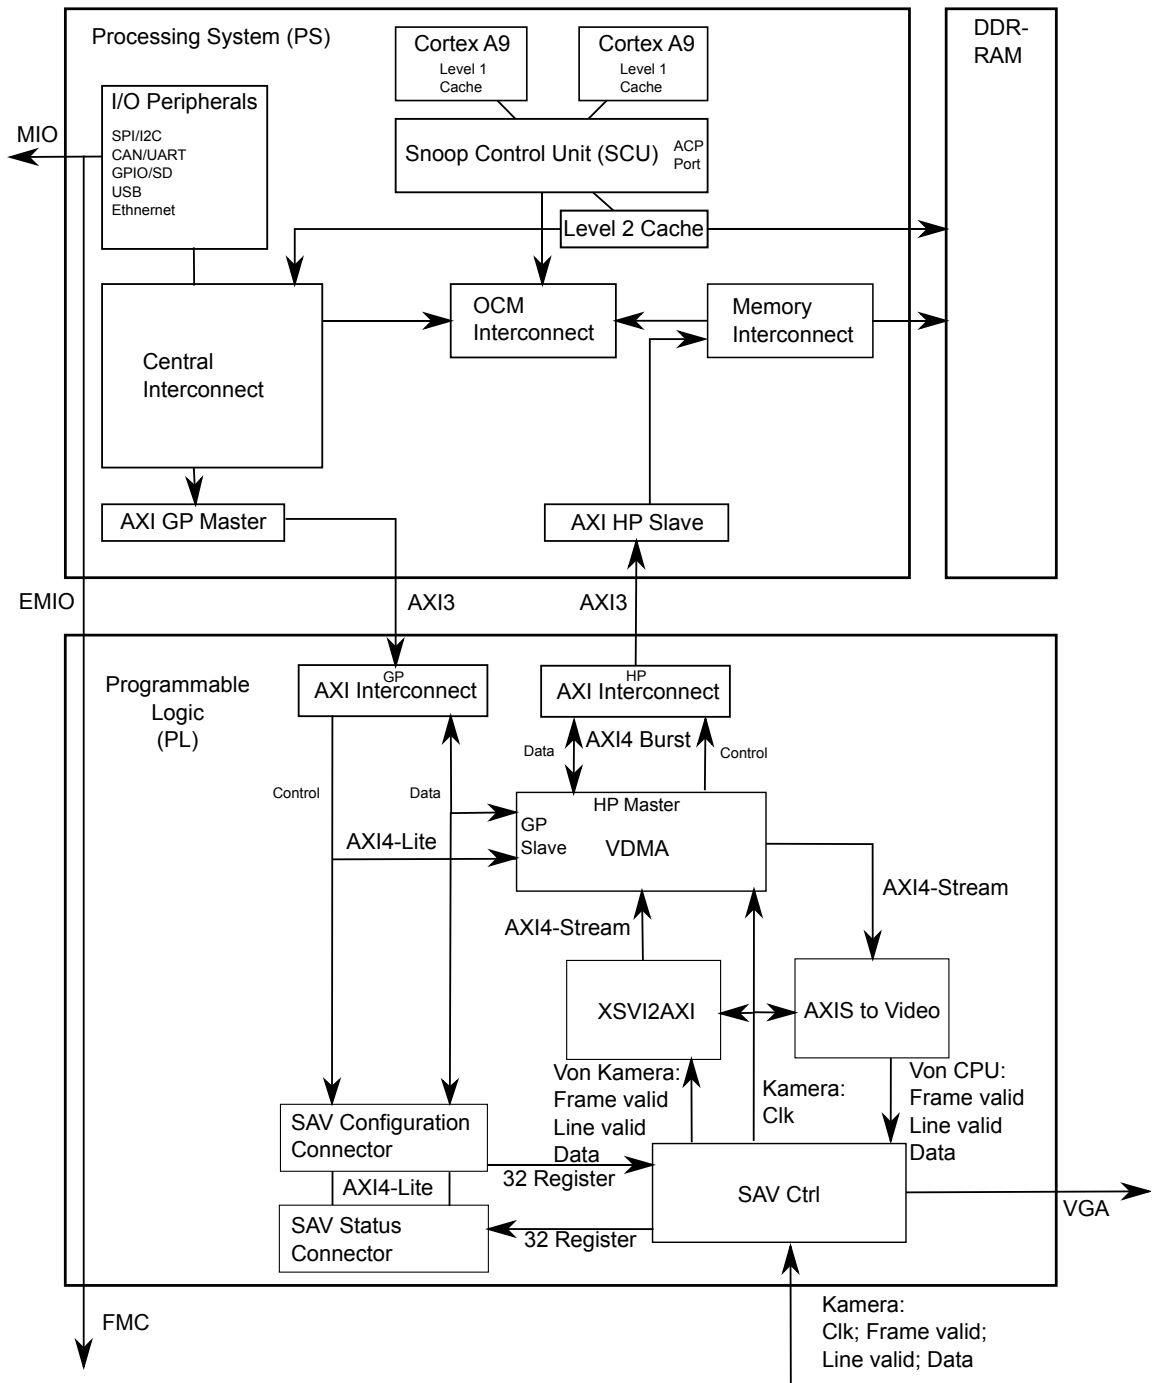 Processing System (PS)
Cortex A9
Level 1
Cache
Cortex A9
Level 1
Cache
DDR-
RAM
I/O Peripherals
SPI/I2C
CAN/UART
GPIO/SD
USB
Ethnernet
MIO
Snoop Control Unit (SCU)
ACP
Port
Level 2 Cache
OCM
Interconnect
Memory
Interconnect
Central
Interconnect
AXI GP Master
AXI HP Slave
EMIO
AXI3
AXI3
Programmable
Logic
(PL)
GP
AXI Interconnect
HP
AXI Interconnect
Data
AXI4 Burst
Control
Control
Data
HP Master
GP
Slave
VDMA
AXI4-Lite
AXI4-Stream
AXI4-Stream
XSVI2AXI
AXIS to Video
Von Kamera:
Frame valid
Line valid
Data
Kamera:
Clk
Von CPU:
Frame valid
Line valid
Data
SAV Configuration
Connector
32 Register
AXI4-Lite
SAV Ctrl
VGA
SAV Status
Connector
32 Register
FMC
Kamera:
Clk; Frame valid;
Line valid; Data